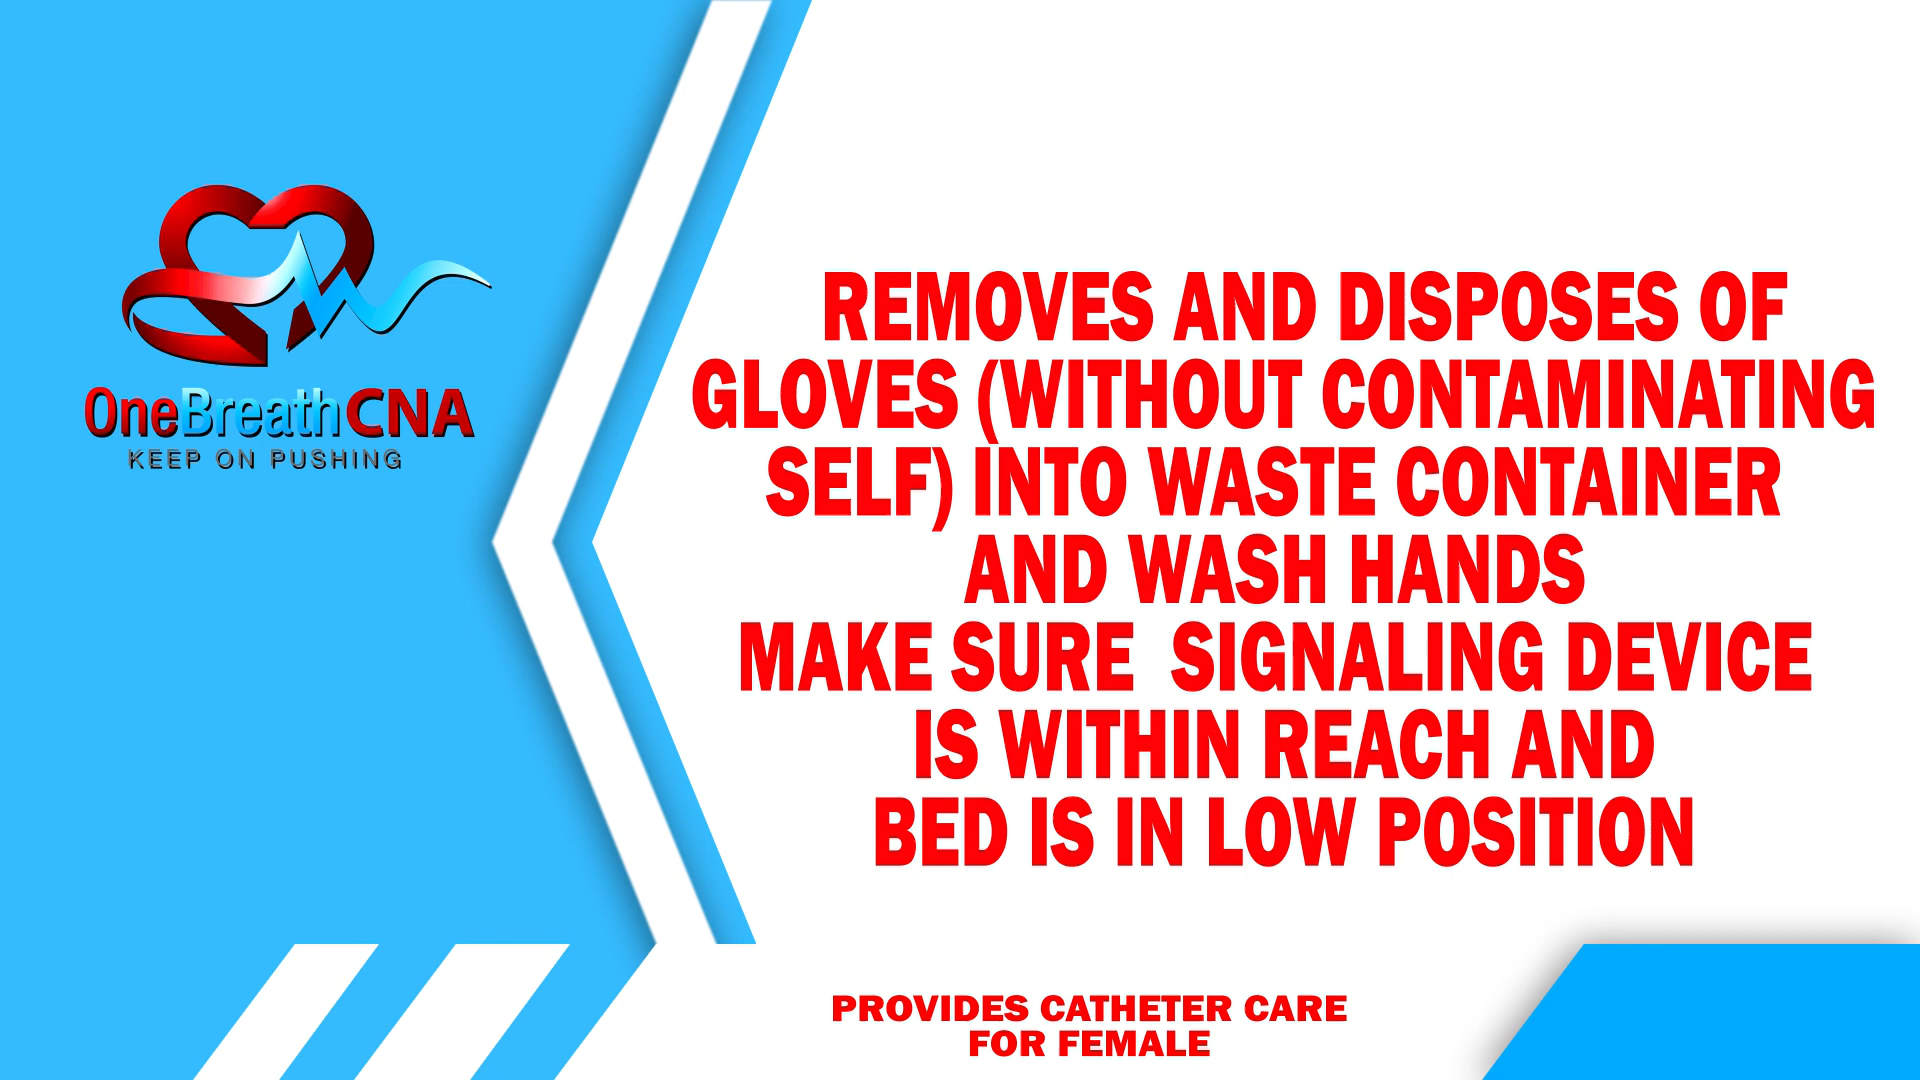 OneBreathCNA
KEEP ON PUSHING
REMOVES AND DISPOSES OF
GLOVES (WITHOUT CONTAMINATING
SELF) INTO WASTE CONTAINER
AND WASH HANDS
MAKE SURE  SIGNALING DEVICE
IS WITHIN REACH AND
BED IS IN LOW POSITION
PROVIDES CATHETER CARE
FOR FEMALE